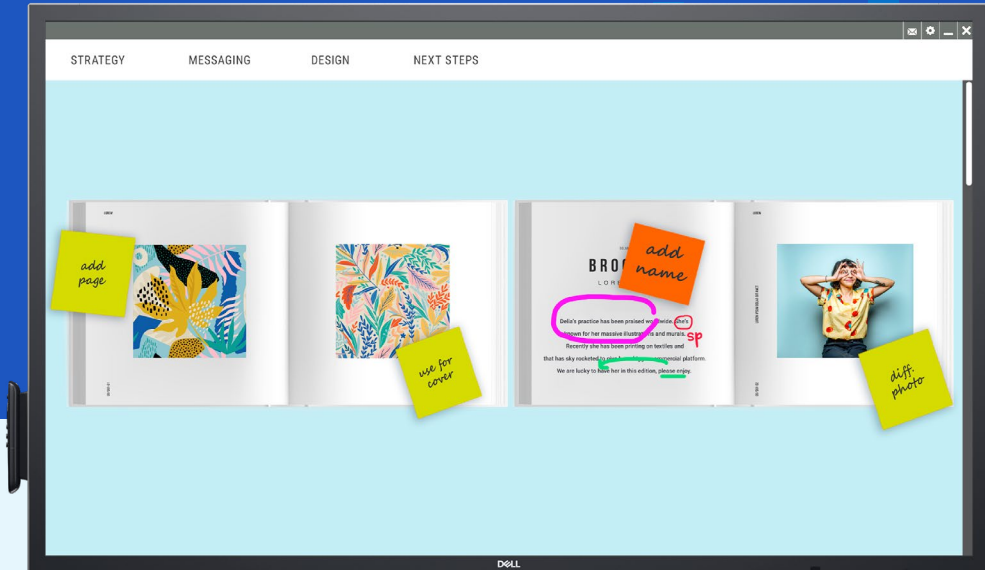 STRATEGY MESSAGING DESIGN NEXT STEPS
add
page
use for
cover
add
name
BRO
LOR
Delia's practice has been praised worldwide, she's
known for her massive illustrations and murals.
sp
Recently she has been printing on textiles and
that has sky rocketed to commercial platform.
We are lucky to have her in this edition, please enjoy.
diff.
photo
DELL